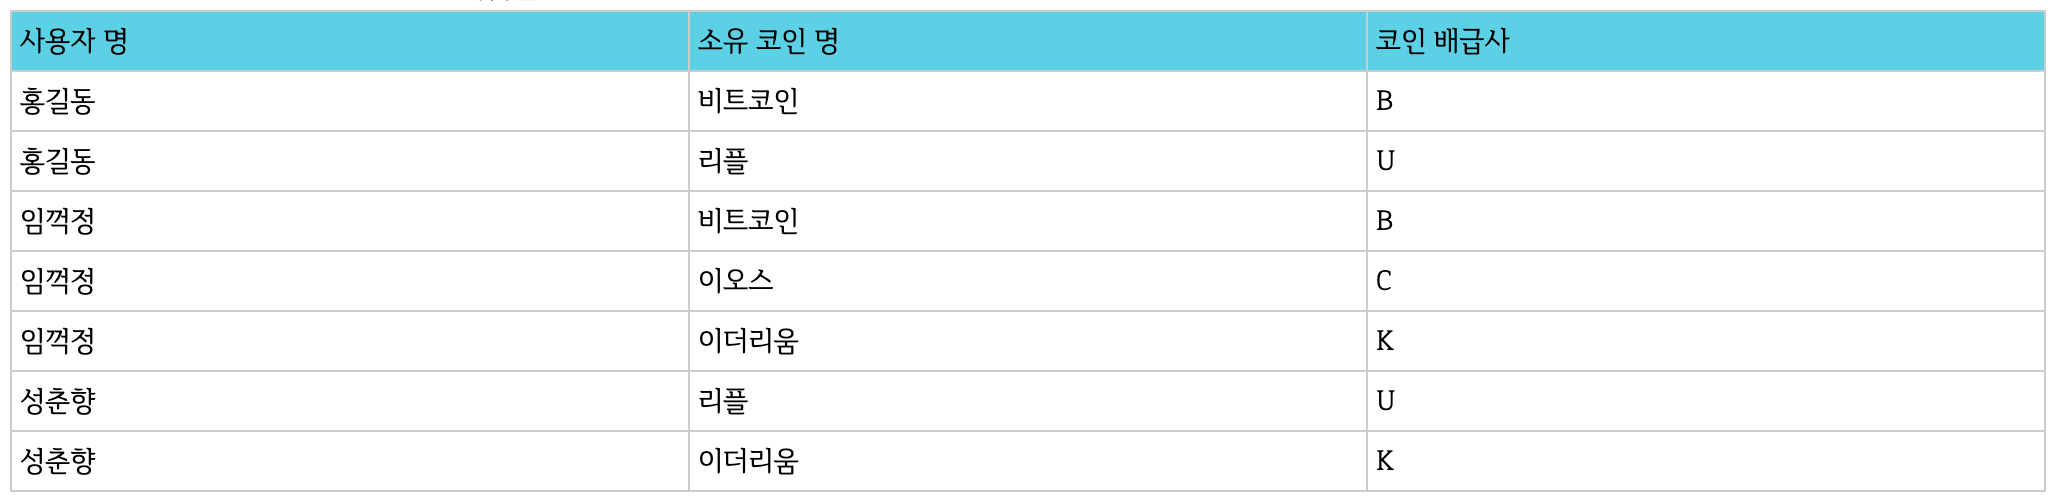 사용자 명 소유 코인 명 코인 배급사
홍길동 비트코인 B
홍길동 리플 U
임꺽정 비트코인 B
임꺽정 이오스 C
임꺽정 이더리움 K
성춘향 리플 U
성춘향 이더리움 K